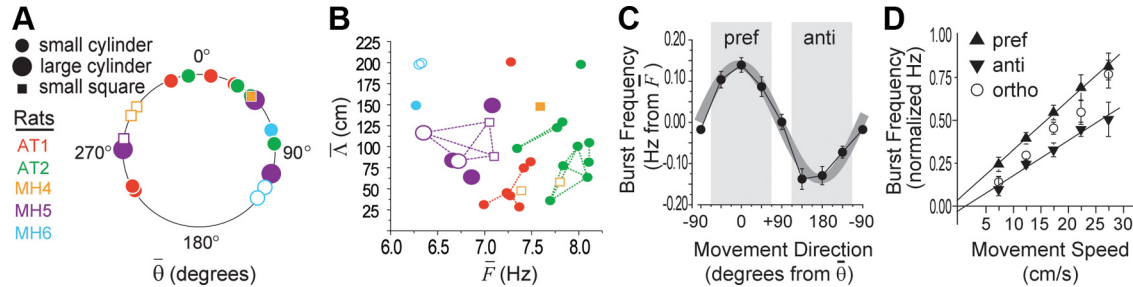 A
small cylinder
large cylinder
small square
Rats
AT1
AT2
MH4
MH5
MH6
0°
90°
180°
270°
θ̅ (degrees)
B
Λ̅ (cm)
225
200
175
150
125
100
75
50
25
6.0 6.5 7.0 7.5 8.0
F̅ (Hz)
C
pref anti
Burst Frequency
(Hz from F̅)
0.20
0.10
0.00
-0.10
0.20
-90 0 +90 180 -90
Movement Direction
(degrees from θ̅)
D
pref
anti
ortho
Burst Frequency
(normalized Hz)
1.00
0.75
0.50
0.25
0.00
0 5 10 15 20 25 30
Movement Speed
(cm/s)